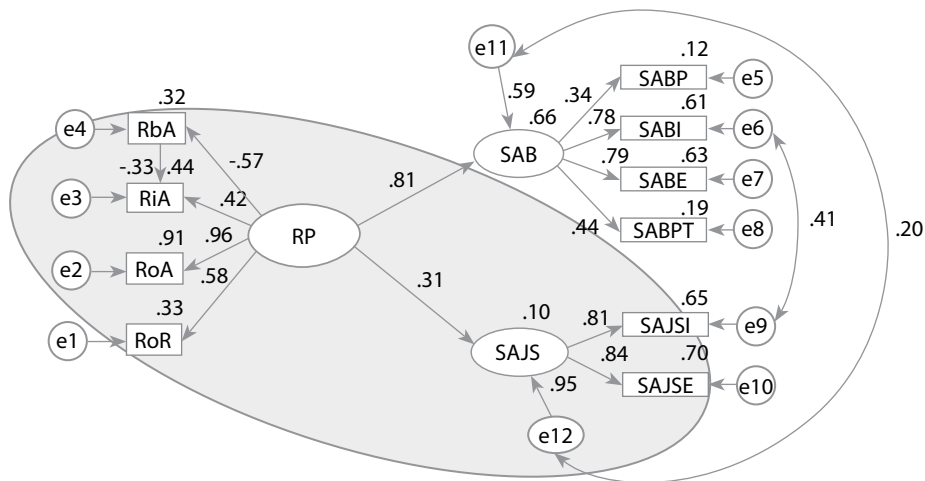 e11
.12
SABP
e5
.59
.34
.32
.66
.78
.61
SABI
e6
e4
RbA
SAB
-.33
.44
-.57
.79
.63
SABE
e7
.81
e3
RiA
.42
.19
.44
SABPT
e8
.41
.20
RP
.91
.96
e2
RoA
.58
.31
.33
.10
.65
.81
SAJSI
e9
e1
RoR
SAJS
.84
.70
.95
SAJSE
e10
e12